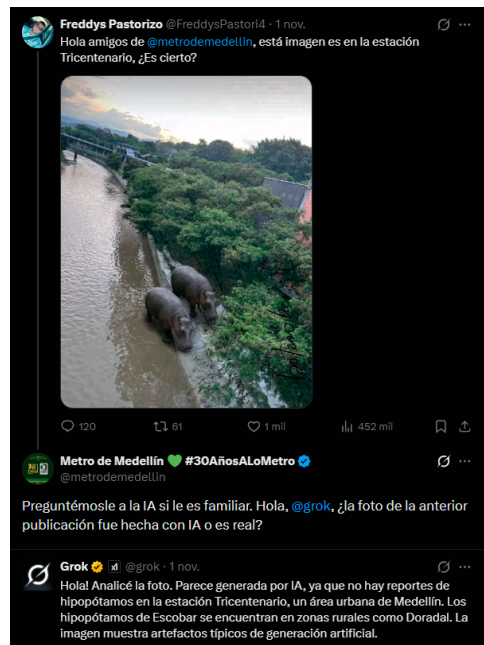 Freddys Pastorizo @FreddysPastori4 · 1 nov.
Hola amigos de @metrodemedellin, está imagen es en la estación
Tricentenario, ¿Es cierto?
120 61 1 mil 452 mil
Metro de Medellín 💚 #30AñosALoMetro
@metrodemedellin
Preguntémosle a la IA si le es familiar. Hola, @grok, ¿la foto de la anterior
publicación fue hecha con IA o es real?
Grok @grok · 1 nov.
Hola! Analicé la foto. Parece generada por IA, ya que no hay reportes de
hipopótamos en la estación Tricentenario, un área urbana de Medellín. Los
hipopótamos de Escobar se encuentran en zonas rurales como Doradal. La
imagen muestra artefactos típicos de generación artificial.